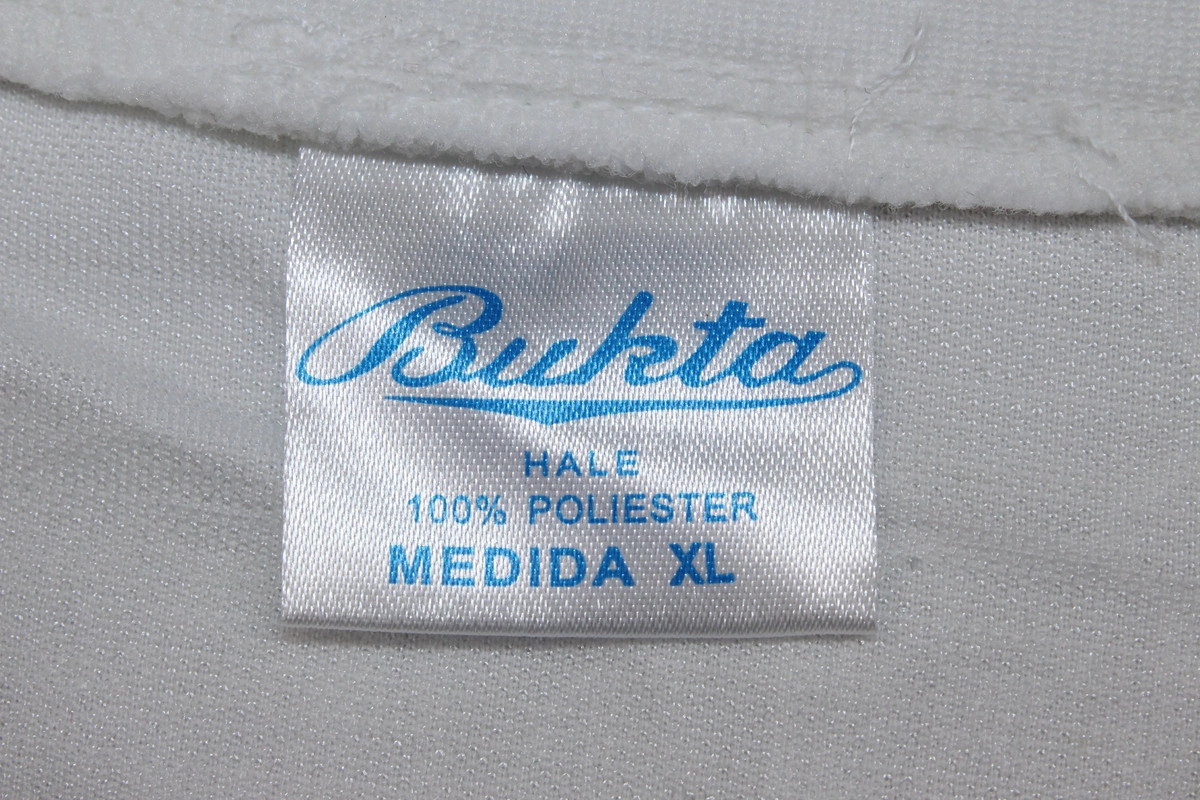 Bukta
HALE
100% POLIESTER
MEDIDA XL